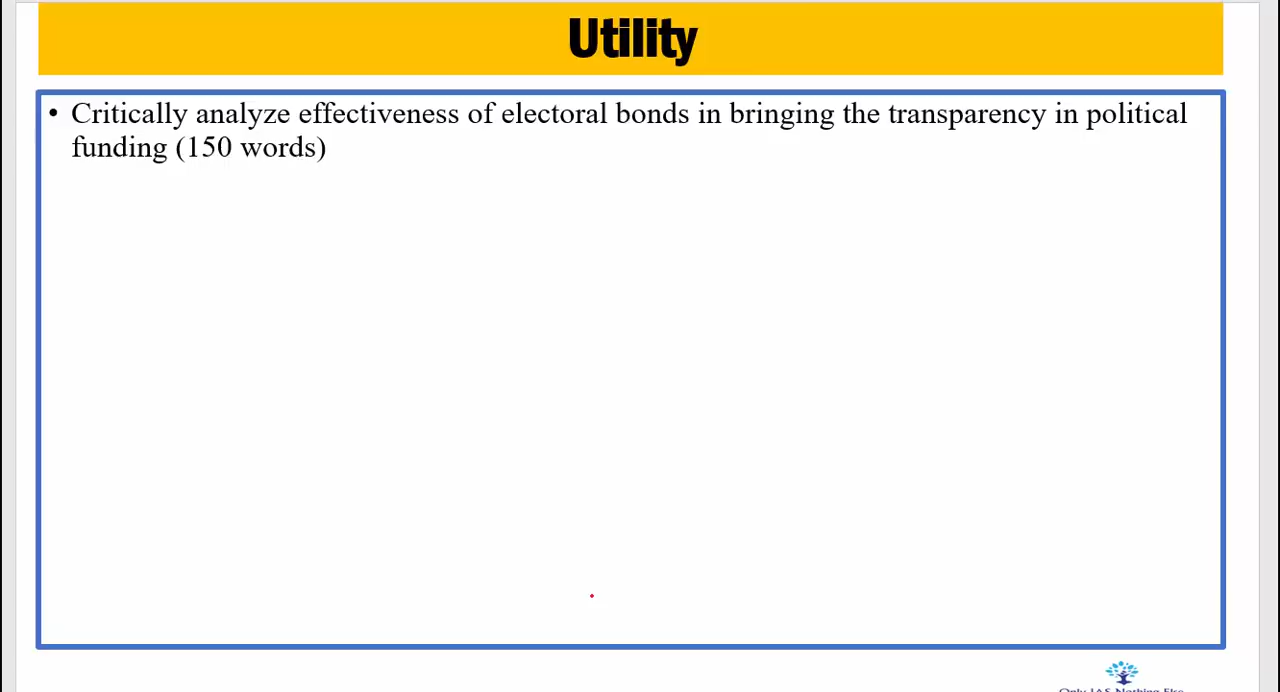 Utility
• Critically analyze effectiveness of electoral bonds in bringing the transparency in political
funding (150 words)
Only IAS Nothing Else